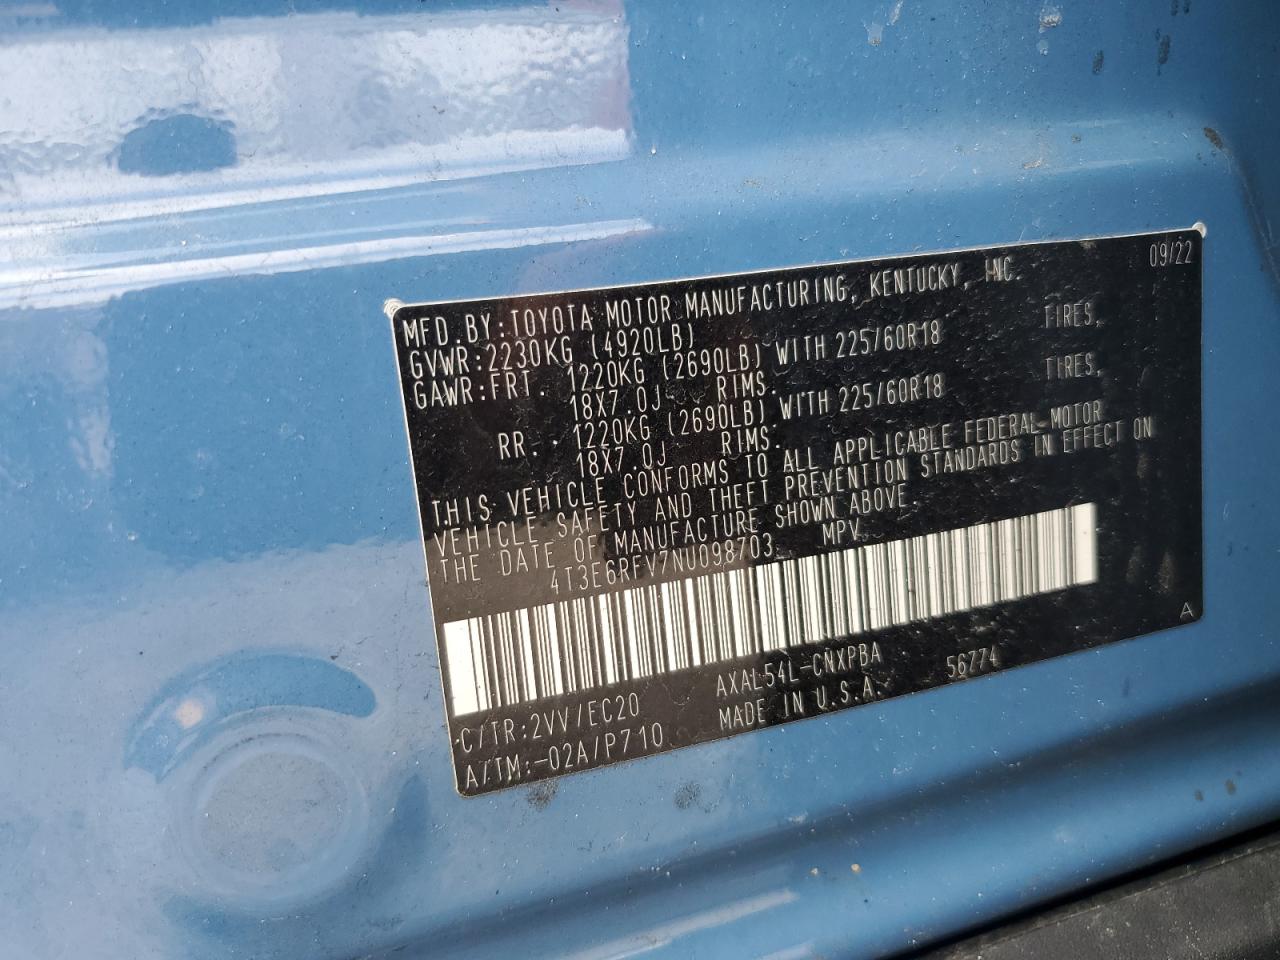 09/22
MFD.BY:TOYOTA MOTOR MANUFACTURING, KENTUCKY, INC.
GVWR:2230KG (4920LB)
GAWR:FRT. 1220KG (2690LB) WITH 225/60R18 TIRES,
18X7.0J RIMS.
RR. . 1220KG (2690LB) WITH 225/60R18 TIRES,
18X7.0J RIMS.
THIS VEHICLE CONFORMS TO ALL APPLICABLE FEDERAL MOTOR
VEHICLE SAFETY AND THEFT PREVENTION STANDARDS IN EFFECT ON
THE DATE OF MANUFACTURE SHOWN ABOVE.
4T3E6RFV7NU098703 MPV
A
C/TR:2VV/EC20 AXAL54L-CNXPBA 56774
A/TM:-02A/P710 MADE IN U.S.A.